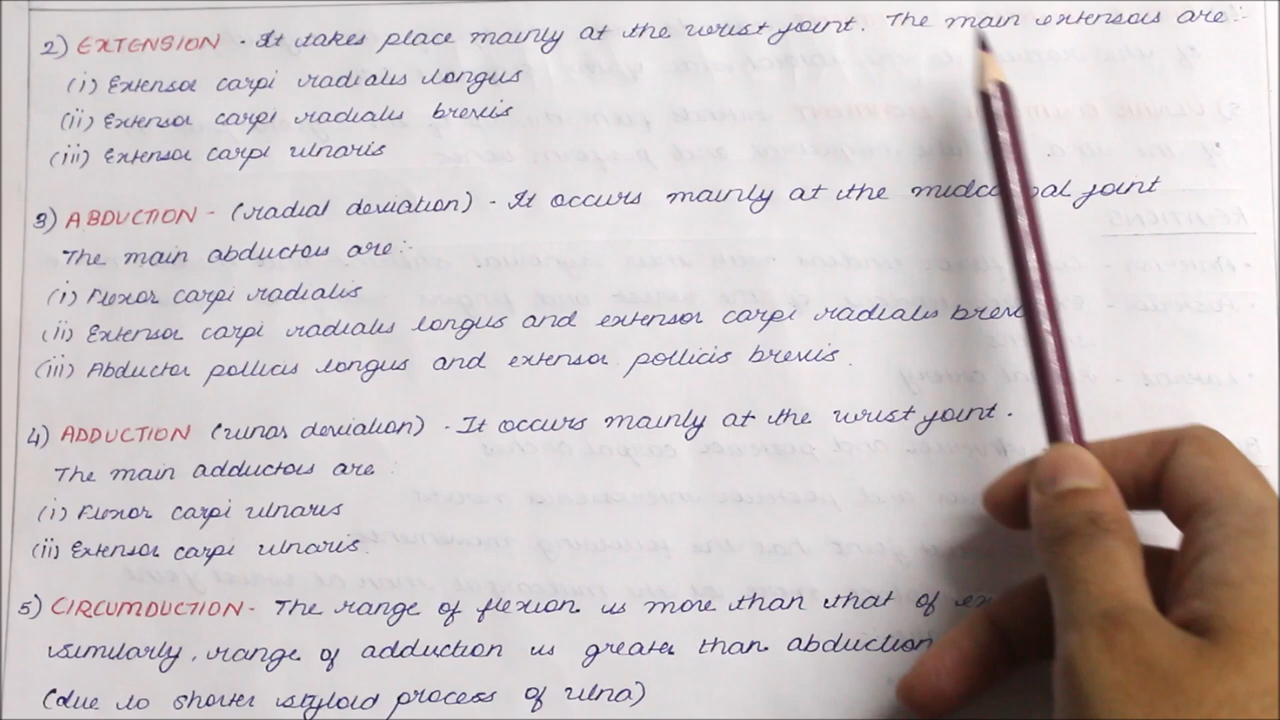 2) EXTENSION - It takes place mainly at the wrist joint. The main extensors are:-
(i) Extensor carpi radialis longus
(ii) Extensor carpi radialis brevis
(iii) Extensor carpi ulnaris
3) ABDUCTION - (radial deviation) - It occurs mainly at the joint
The main abductors are:-
(i) Flexor carpi radialis
(ii) Extensor carpi radialis longus and extensor carpi radialis
(iii) Abductor pollicis longus and extensor pollicis brevis.
4) ADDUCTION (ulnar deviation) - It occurs mainly at the wrist joint.
The main adductors are :
(i) Flexor carpi ulnaris
(ii) Extensor carpi ulnaris
5) CIRCUMDUCTION - The range of flexion is more than that of
similarly, range of adduction is greater than abduction
(due to shorter styloid process of ulna)